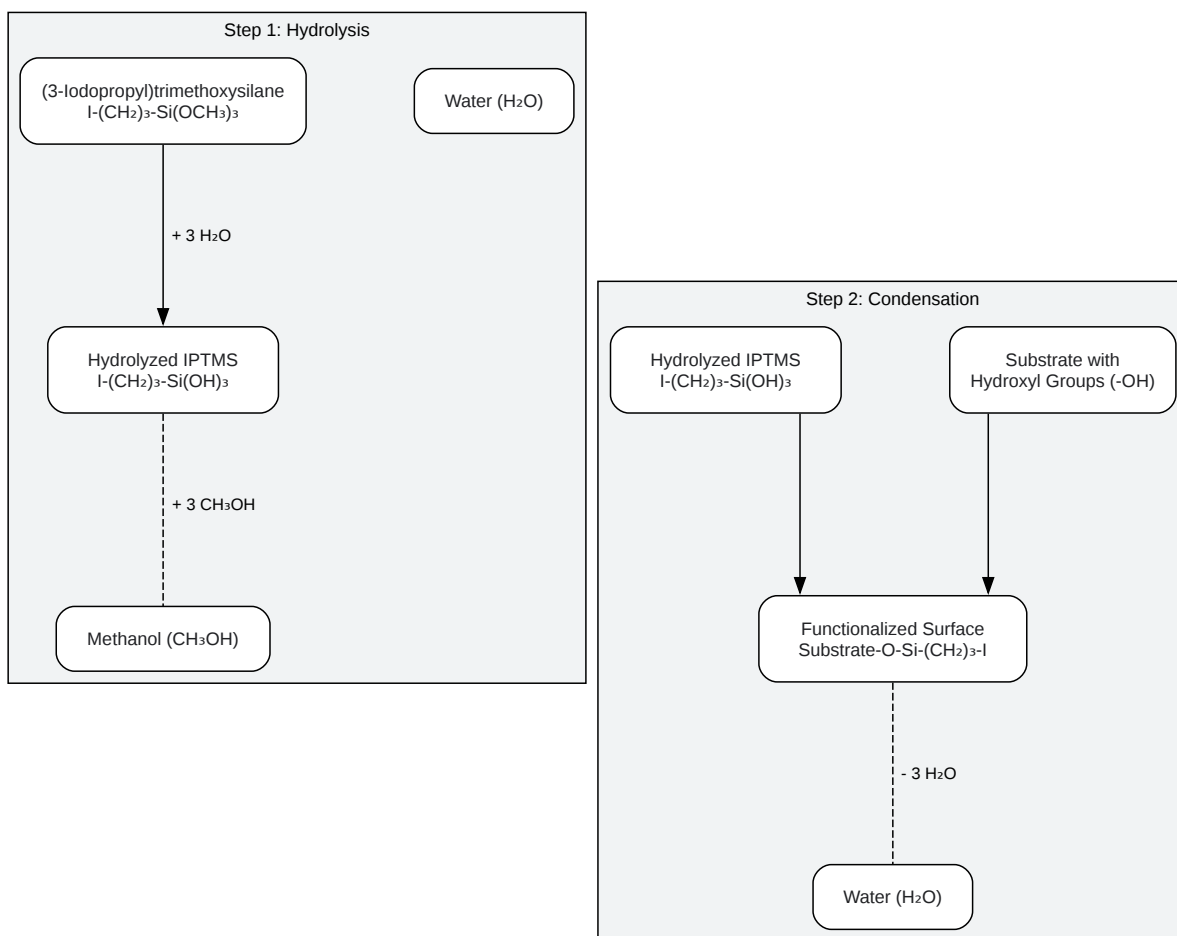 Step 1: Hydrolysis
(3-Iodopropyl)trimethoxysilane
I-(CH₂)₃-Si(OCH₃)₃
Water (H₂O)
+ 3 H₂O
Hydrolyzed IPTMS
I-(CH₂)₃-Si(OH)₃
+ 3 CH₃OH
Methanol (CH₃OH)
Step 2: Condensation
Hydrolyzed IPTMS
I-(CH₂)₃-Si(OH)₃
Substrate with
Hydroxyl Groups (-OH)
Functionalized Surface
Substrate-O-Si-(CH₂)₃-I
- 3 H₂O
Water (H₂O)